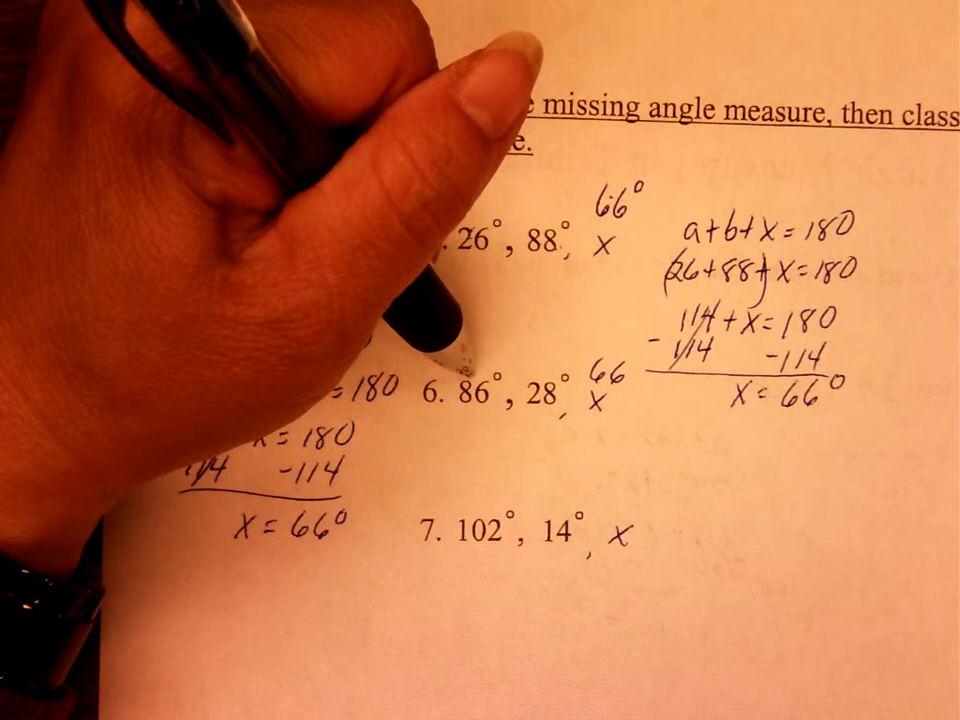 missing angle measure, then class
e.
66°
. 26°, 88°, x
a+b+x=180
(26+88)+x=180
114+x=180
-114 -114
x=66°
=180 6. 86°, 28°, x
66
x=180
114 -114
x=66°
7. 102°, 14°, x